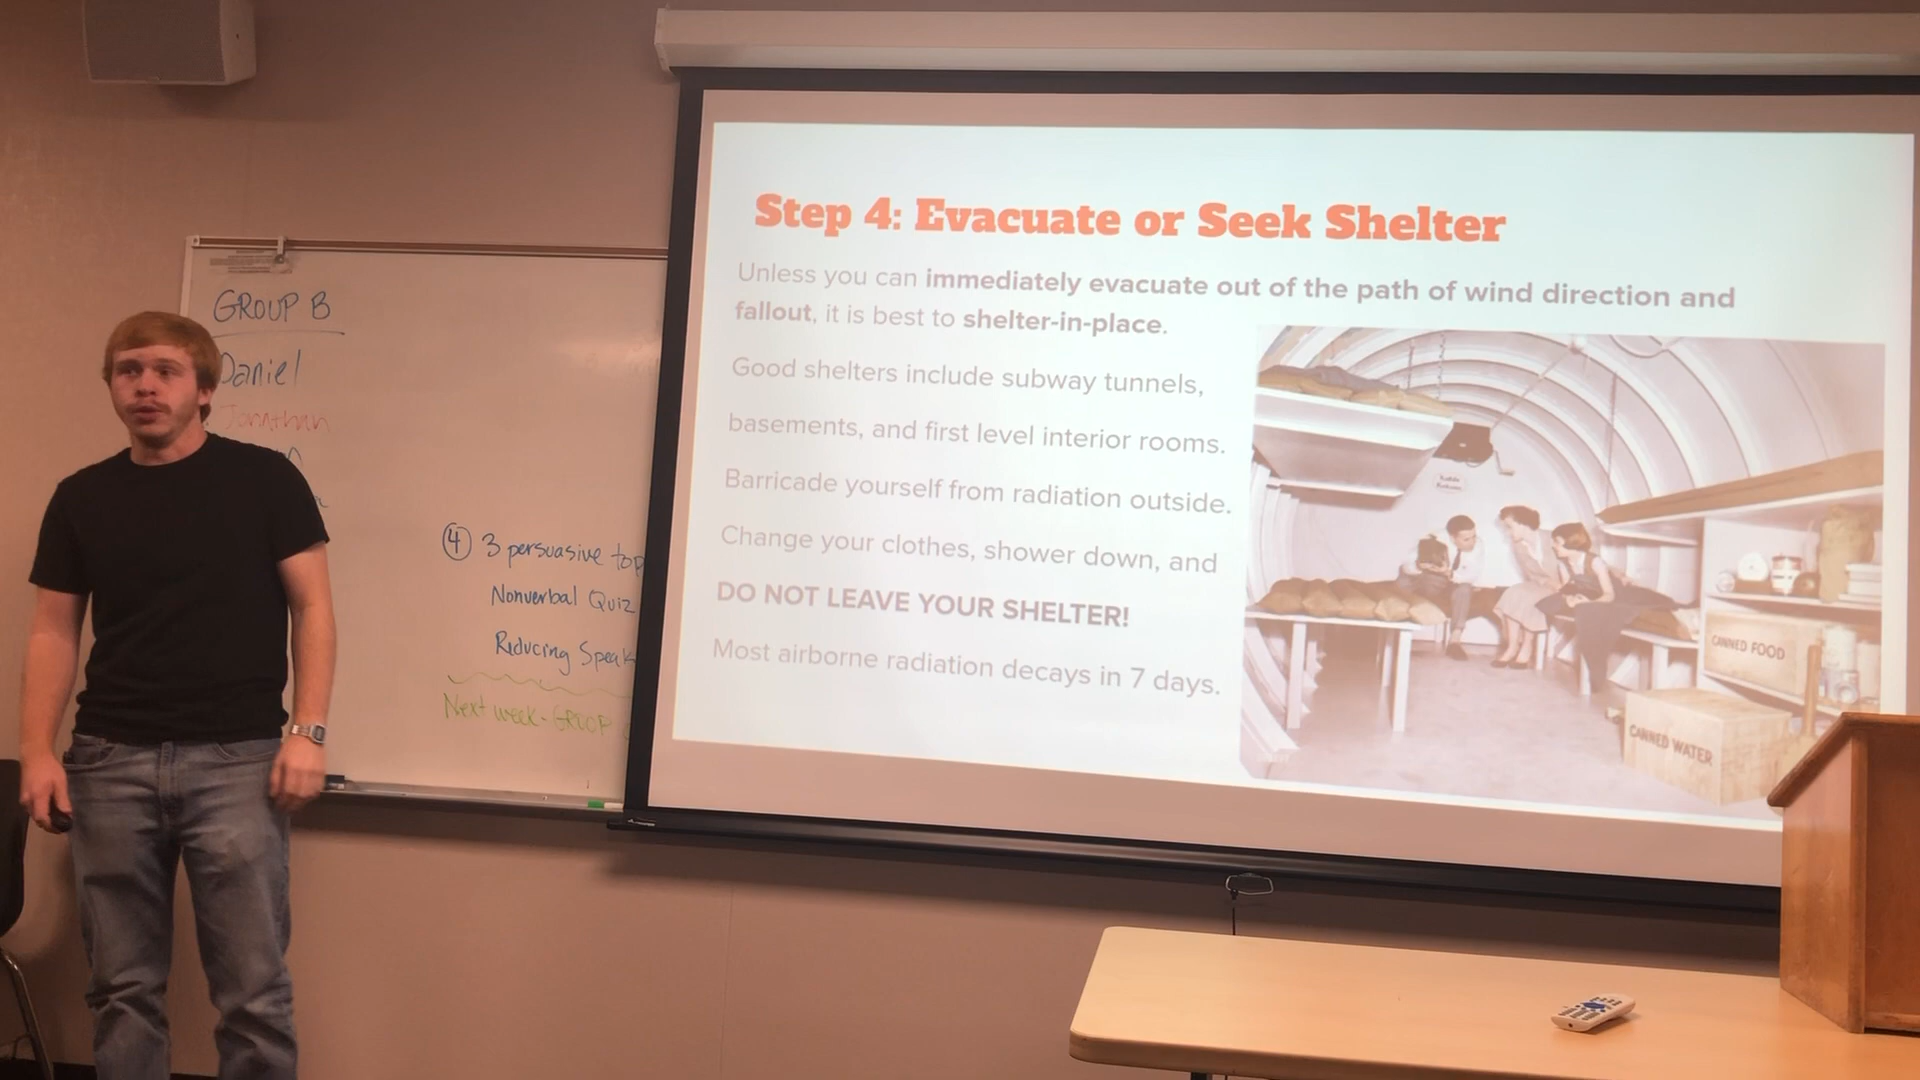 GROUP B
Daniel
Jonathan
④ 3 persuasive
Nonverbal Quiz
Reducing
Next week - GROUP
Step 4: Evacuate or Seek Shelter
Unless you can immediately evacuate out of the path of wind direction and
fallout, it is best to shelter-in-place.
Good shelters include subway tunnels,
basements, and first level interior rooms.
Barricade yourself from radiation outside.
Change your clothes, shower down, and
DO NOT LEAVE YOUR SHELTER!
Most airborne radiation decays in 7 days.
CANNED FOOD
CANNED WATER